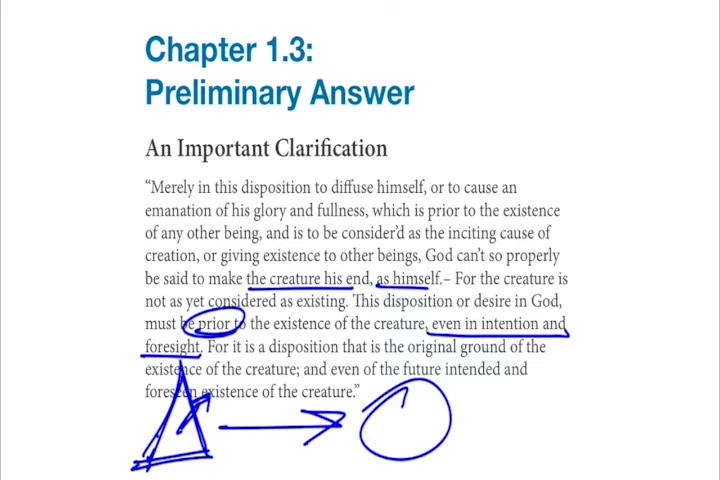 Chapter 1.3:
Preliminary Answer
An Important Clarification
“Merely in this disposition to diffuse himself, or to cause an
emanation of his glory and fullness, which is prior to the existence
of any other being, and is to be consider’d as the inciting cause of
creation, or giving existence to other beings, God can’t so properly
be said to make the creature his end, as himself.– For the creature is
not as yet considered as existing. This disposition or desire in God,
must be prior to the existence of the creature, even in intention and
foresight. For it is a disposition that is the original ground of the
existence of the creature; and even of the future intended and
foreseen existence of the creature.”